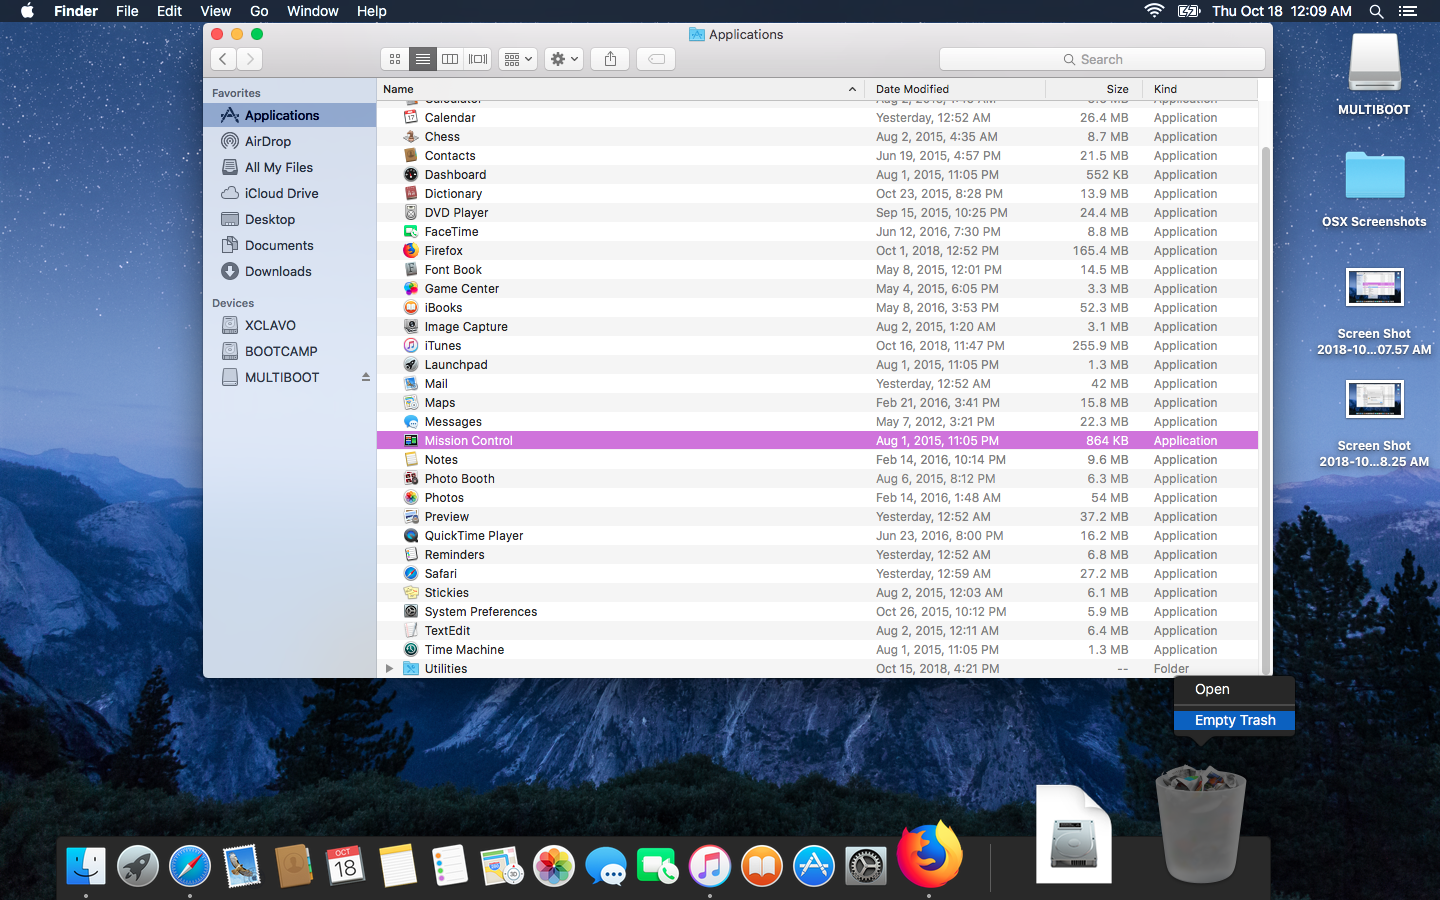 Finder File Edit View Go Window Help Thu Oct 18 12:09 AM
Applications
Search
Favorites
Applications
AirDrop
All My Files
iCloud Drive
Desktop
Documents
Downloads
Devices
XCLAVO
BOOTCAMP
MULTIBOOT
Name Date Modified Size Kind
Calendar Yesterday, 12:52 AM 26.4 MB Application
Chess Aug 2, 2015, 4:35 AM 8.7 MB Application
Contacts Jun 19, 2015, 4:57 PM 21.5 MB Application
Dashboard Aug 1, 2015, 11:05 PM 552 KB Application
Dictionary Oct 23, 2015, 8:28 PM 13.9 MB Application
DVD Player Sep 15, 2015, 10:25 PM 24.4 MB Application
FaceTime Jun 12, 2016, 7:30 PM 8.8 MB Application
Firefox Oct 1, 2018, 12:52 PM 165.4 MB Application
Font Book May 8, 2015, 12:01 PM 14.5 MB Application
Game Center May 4, 2015, 6:05 PM 3.3 MB Application
iBooks May 8, 2016, 3:53 PM 52.3 MB Application
Image Capture Aug 2, 2015, 1:20 AM 3.1 MB Application
iTunes Oct 16, 2018, 11:47 PM 255.9 MB Application
Launchpad Aug 1, 2015, 11:05 PM 1.3 MB Application
Mail Yesterday, 12:52 AM 42 MB Application
Maps Feb 21, 2016, 3:41 PM 15.8 MB Application
Messages May 7, 2012, 3:21 PM 22.3 MB Application
Mission Control Aug 1, 2015, 11:05 PM 864 KB Application
Notes Feb 14, 2016, 10:14 PM 9.6 MB Application
Photo Booth Aug 6, 2015, 8:12 PM 6.3 MB Application
Photos Feb 14, 2016, 1:48 AM 54 MB Application
Preview Yesterday, 12:52 AM 37.2 MB Application
QuickTime Player Jun 23, 2016, 8:00 PM 16.2 MB Application
Reminders Yesterday, 12:52 AM 6.8 MB Application
Safari Yesterday, 12:59 AM 27.2 MB Application
Stickies Aug 2, 2015, 12:03 AM 6.1 MB Application
System Preferences Oct 26, 2015, 10:12 PM 5.9 MB Application
TextEdit Aug 2, 2015, 12:11 AM 6.4 MB Application
Time Machine Aug 1, 2015, 11:05 PM 1.3 MB Application
Utilities Oct 15, 2018, 4:21 PM -- Folder
MULTIBOOT
OSX Screenshots
Screen Shot
2018-10...07.57 AM
Screen Shot
2018-10...8.25 AM
Open
Empty Trash
OCT
18